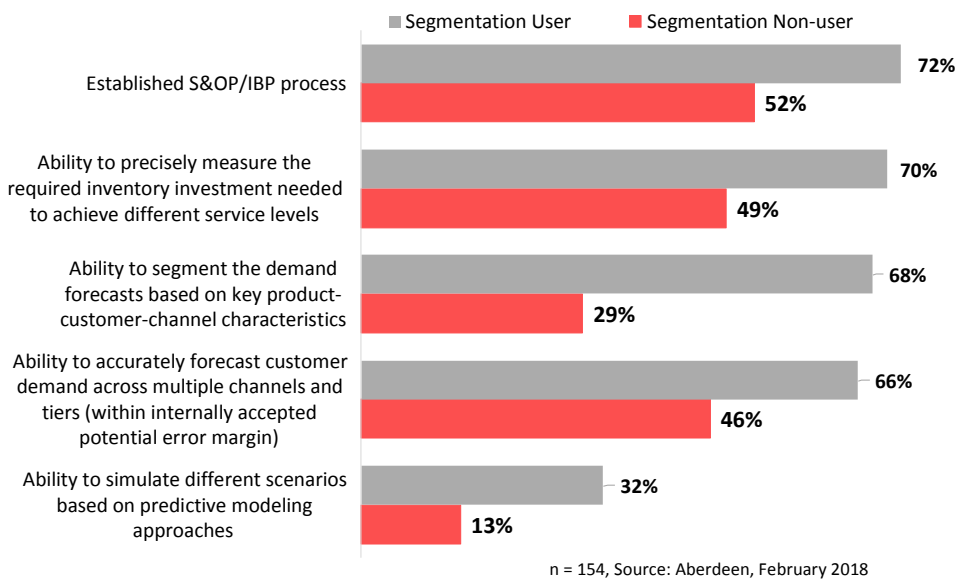 Segmentation User Segmentation Non-user
Established S&OP/IBP process
72%
52%
Ability to precisely measure the
required inventory investment needed
to achieve different service levels
70%
49%
Ability to segment the demand
forecasts based on key product-
customer-channel characteristics
68%
29%
Ability to accurately forecast customer
demand across multiple channels and
tiers (within internally accepted
potential error margin)
66%
46%
Ability to simulate different scenarios
based on predictive modeling
approaches
32%
13%
n = 154, Source: Aberdeen, February 2018